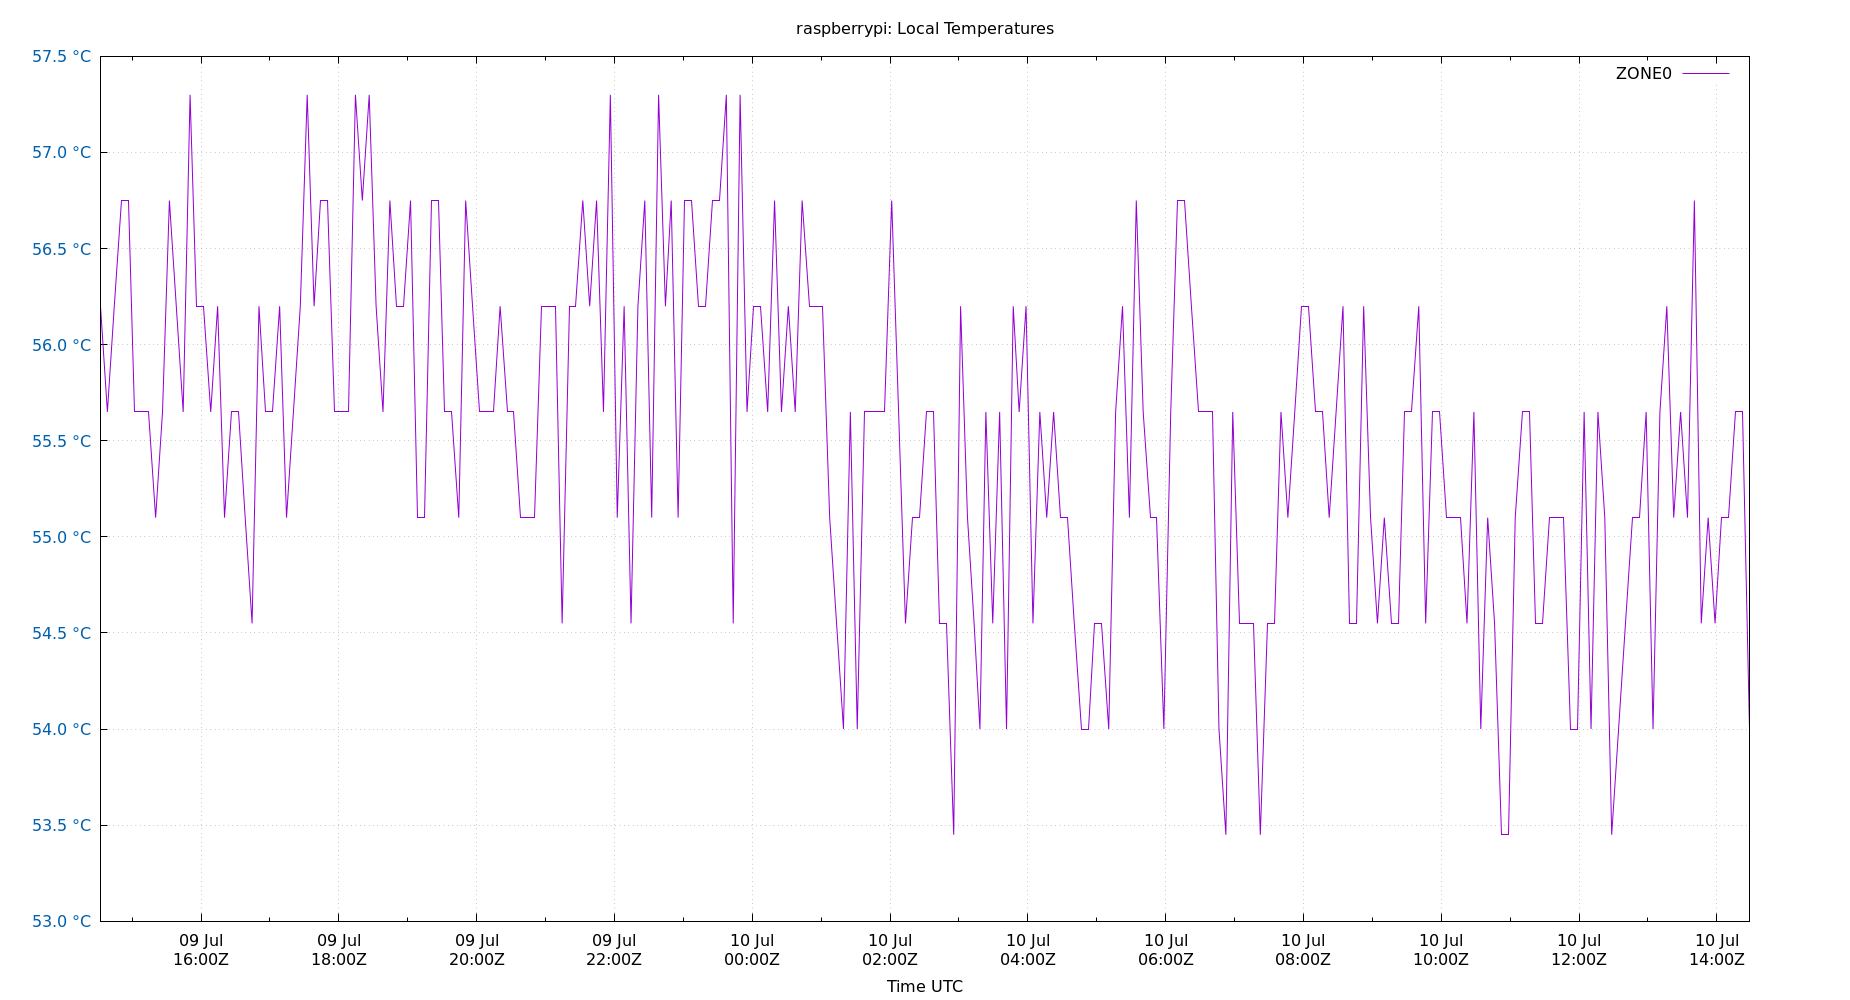 raspberrypi: Local Temperatures
57.5 °C
ZONE0
57.0 °C
56.5 °C
56.0 °C
55.5 °C
55.0 °C
54.5 °C
54.0 °C
53.5 °C
53.0 °C
09 Jul 09 Jul 09 Jul 09 Jul 10 Jul 10 Jul 10 Jul 10 Jul 10 Jul 10 Jul 10 Jul 10 Jul
16:00Z 18:00Z 20:00Z 22:00Z 00:00Z 02:00Z 04:00Z 06:00Z 08:00Z 10:00Z 12:00Z 14:00Z
Time UTC